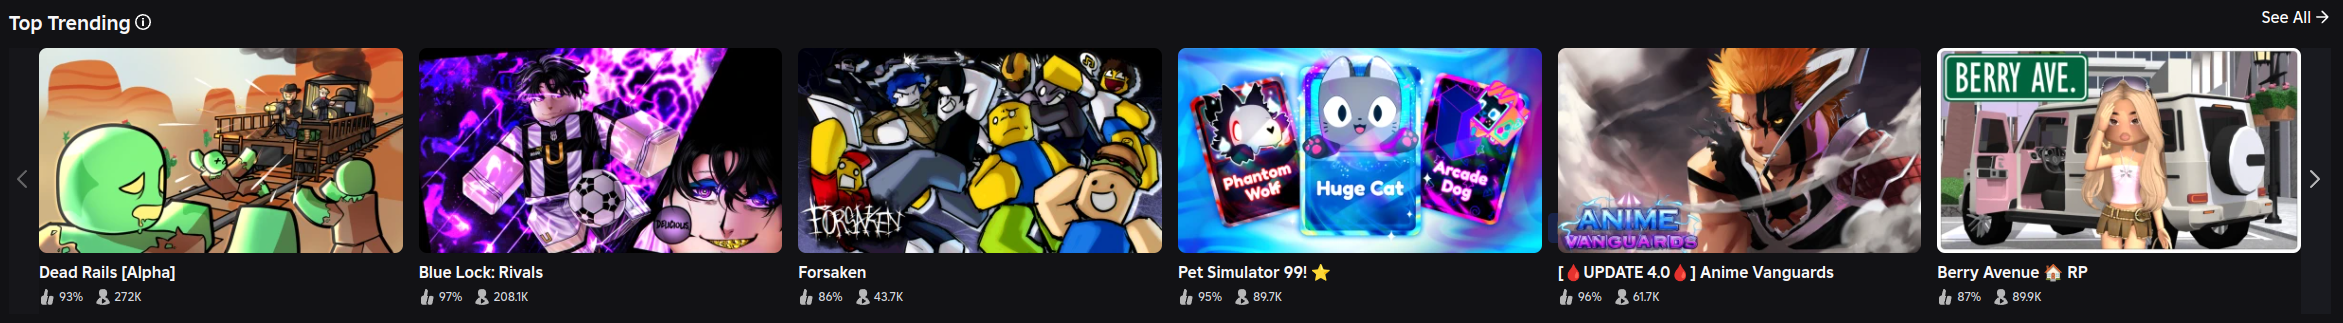 Top Trending
See All
BERRY AVE.
Phantom
Wolf
Huge Cat
Arcade
Dog
DELICIOUS
FORSAKEN
ANIME
VANGUARDS
Dead Rails [Alpha]
93% 272K
Blue Lock: Rivals
97% 208.1K
Forsaken
86% 43.7K
Pet Simulator 99! ⭐
95% 89.7K
[🩸UPDATE 4.0🩸] Anime Vanguards
96% 61.7K
Berry Avenue 🏠 RP
87% 89.9K